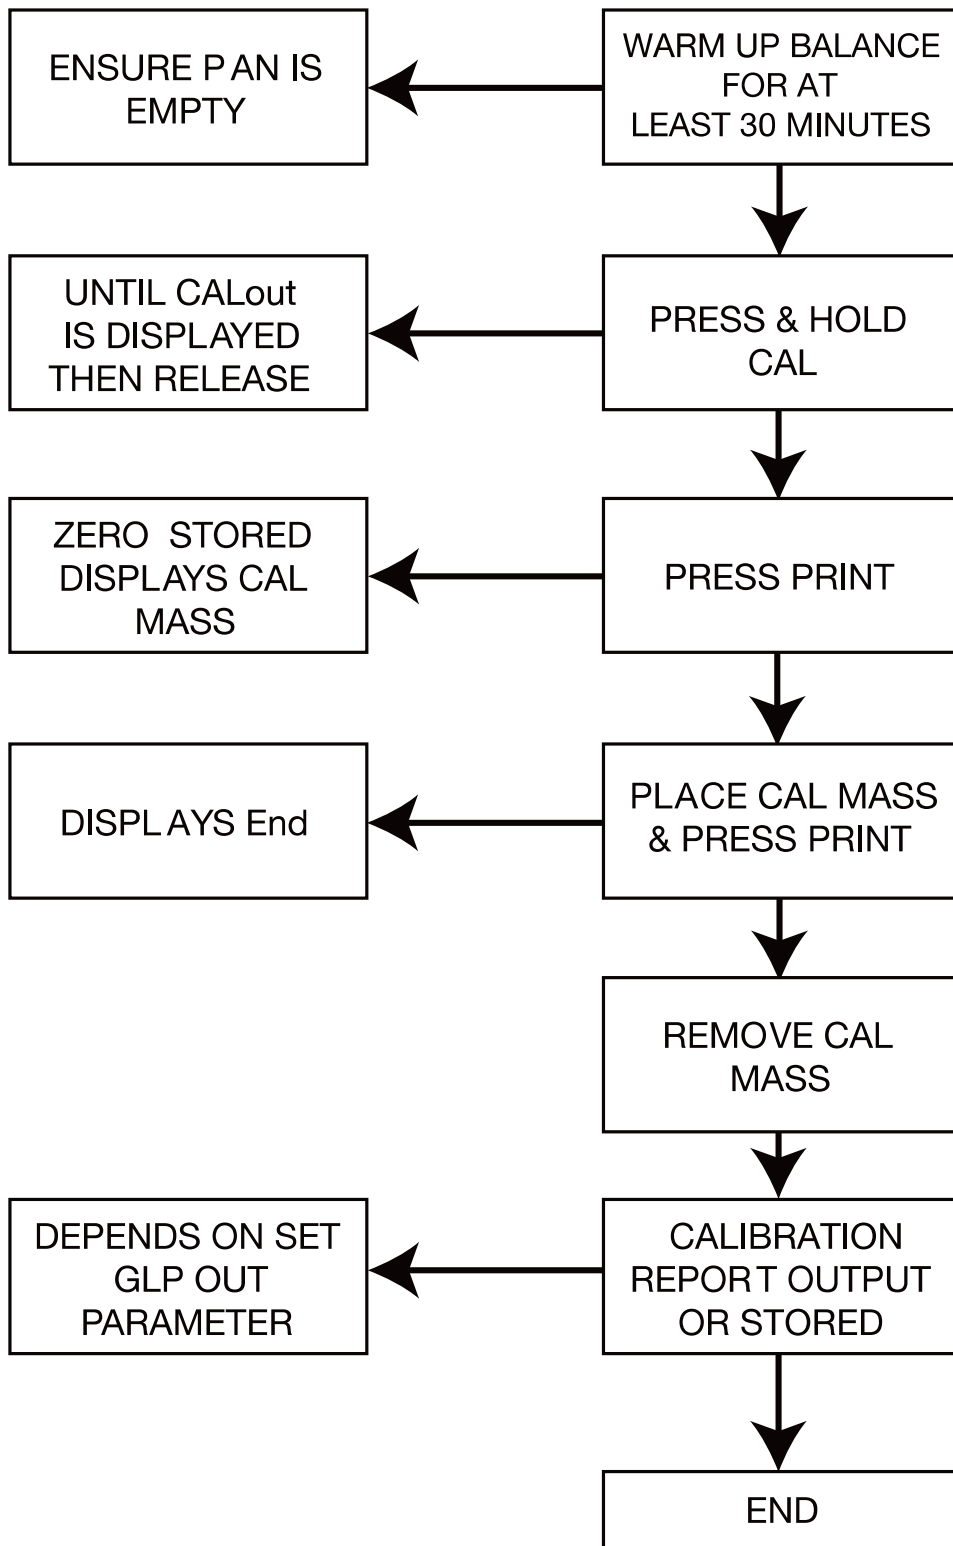 ENSURE PAN IS
EMPTY
WARM UP BALANCE
FOR AT
LEAST 30 MINUTES
UNTIL CALout
IS DISPLAYED
THEN RELEASE
PRESS & HOLD
CAL
ZERO STORED
DISPLAYS CAL
MASS
PRESS PRINT
DISPLAYS End
PLACE CAL MASS
& PRESS PRINT
REMOVE CAL
MASS
DEPENDS ON SET
GLP OUT
PARAMETER
CALIBRATION
REPORT OUTPUT
OR STORED
END